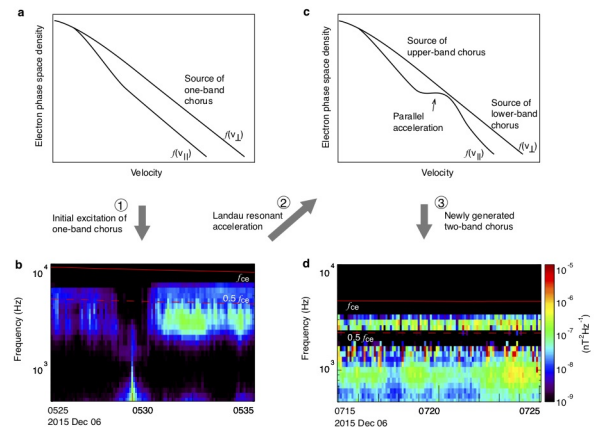 a
Electron phase space density
Source of
one-band
chorus
f(v⊥)
f(v||)
Velocity
c
Electron phase space density
Source of
upper-band chorus
Source of
lower-band
chorus
Parallel
acceleration
f(v||)
f(v⊥)
Velocity
①
Initial excitation of
one-band chorus
②
Landau resonant
acceleration
③
Newly generated
two-band chorus
b
Frequency (Hz)
10⁴
10³
fce
0.5 fce
0525
0530
0535
2015 Dec 06
d
Frequency (Hz)
10⁴
10³
fce
0.5 fce
0715
0720
0725
2015 Dec 06
10⁻⁵
10⁻⁶
10⁻⁷
10⁻⁸
10⁻⁹
(nT²Hz⁻¹)